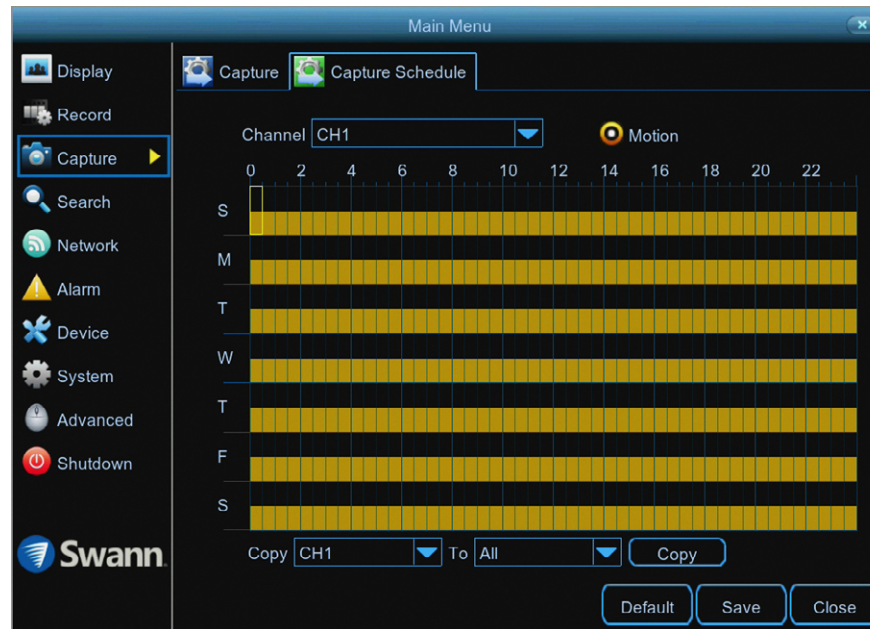 Main Menu
Display
Record
Capture
Search
Network
Alarm
Device
System
Advanced
Shutdown
Swann
Capture
Capture Schedule
Channel CH1
Motion
0 2 4 6 8 10 12 14 16 18 20 22
S
M
T
W
T
F
S
Copy CH1 To All Copy
Default Save Close